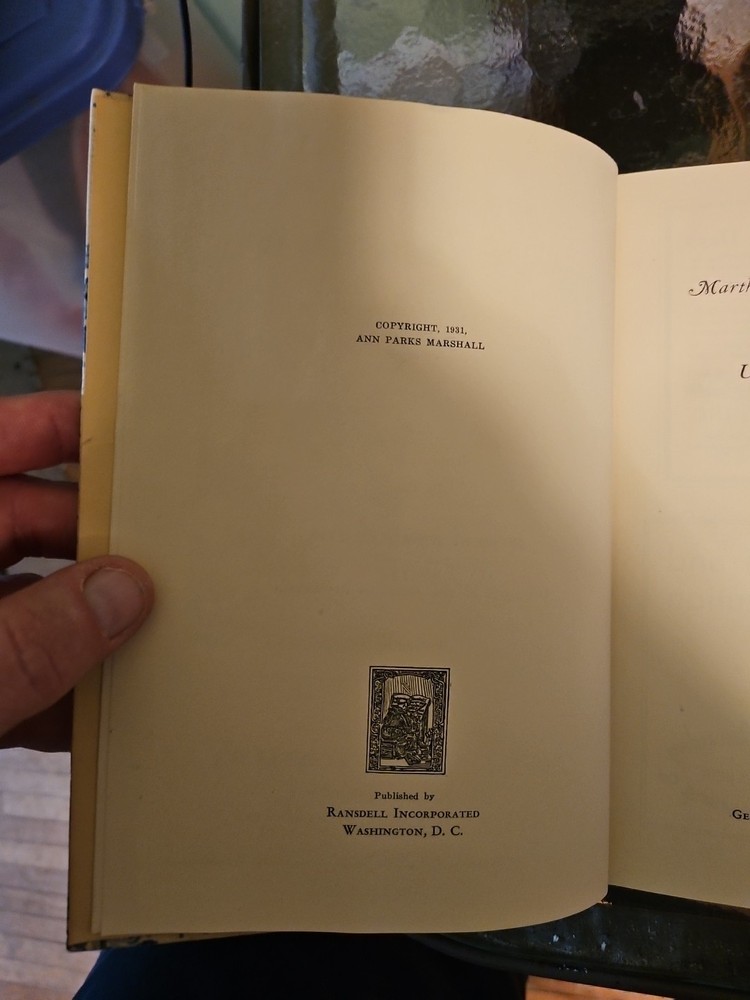 COPYRIGHT, 1931,
ANN PARKS MARSHALL
Published by
RANSDELL INCORPORATED
WASHINGTON, D. C.